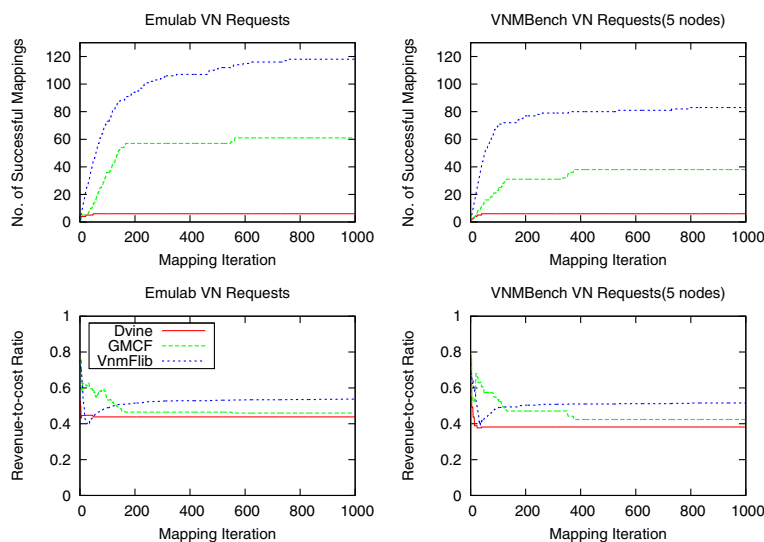 Emulab VN Requests
No. of Successful Mappings
120
100
80
60
40
20
0
0 200 400 600 800 1000
Mapping Iteration
VNMBench VN Requests(5 nodes)
No. of Successful Mappings
120
100
80
60
40
20
0
0 200 400 600 800 1000
Mapping Iteration
Emulab VN Requests
Revenue-to-cost Ratio
1
0.8
0.6
0.4
0.2
0
Dvine
GMCF
VnmFlib
0 200 400 600 800 1000
Mapping Iteration
VNMBench VN Requests(5 nodes)
Revenue-to-cost Ratio
1
0.8
0.6
0.4
0.2
0
0 200 400 600 800 1000
Mapping Iteration